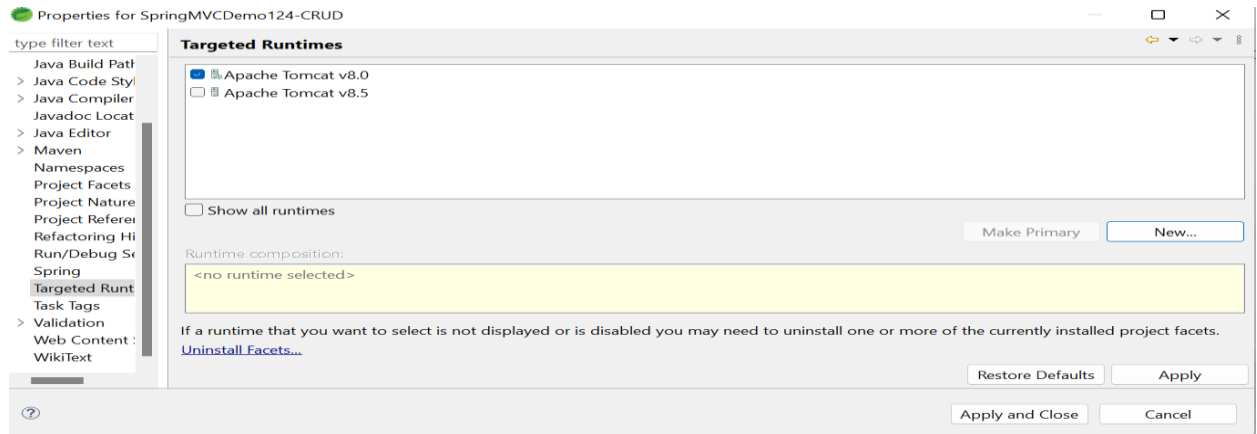 Properties for SpringMVCDemo124-CRUD
type filter text
Java Build Path
Java Code Styl
Java Compiler
Javadoc Locat
Java Editor
Maven
Namespaces
Project Facets
Project Nature
Project Referen
Refactoring Hi
Run/Debug Se
Spring
Targeted Runt
Task Tags
Validation
Web Content S
WikiText
Targeted Runtimes
Apache Tomcat v8.0
Apache Tomcat v8.5
Show all runtimes
Make Primary
New...
Runtime composition:
<no runtime selected>
If a runtime that you want to select is not displayed or is disabled you may need to uninstall one or more of the currently installed project facets.
Uninstall Facets...
Restore Defaults
Apply
Apply and Close
Cancel